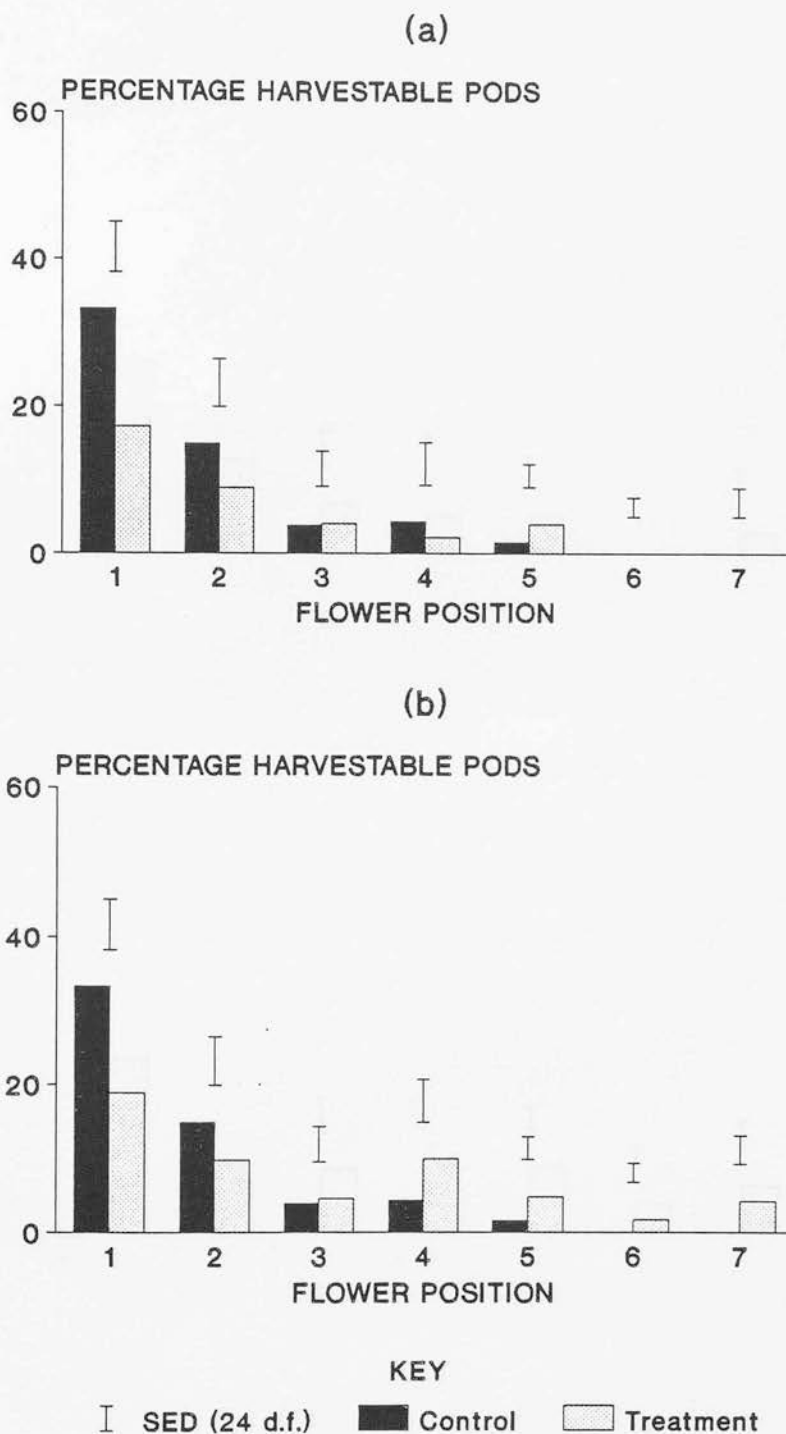 (a)
PERCENTAGE HARVESTABLE PODS
60
40
20
0
1 2 3 4 5 6 7
FLOWER POSITION
(b)
PERCENTAGE HARVESTABLE PODS
60
40
20
0
1 2 3 4 5 6 7
FLOWER POSITION
KEY
SED (24 d.f.) Control Treatment